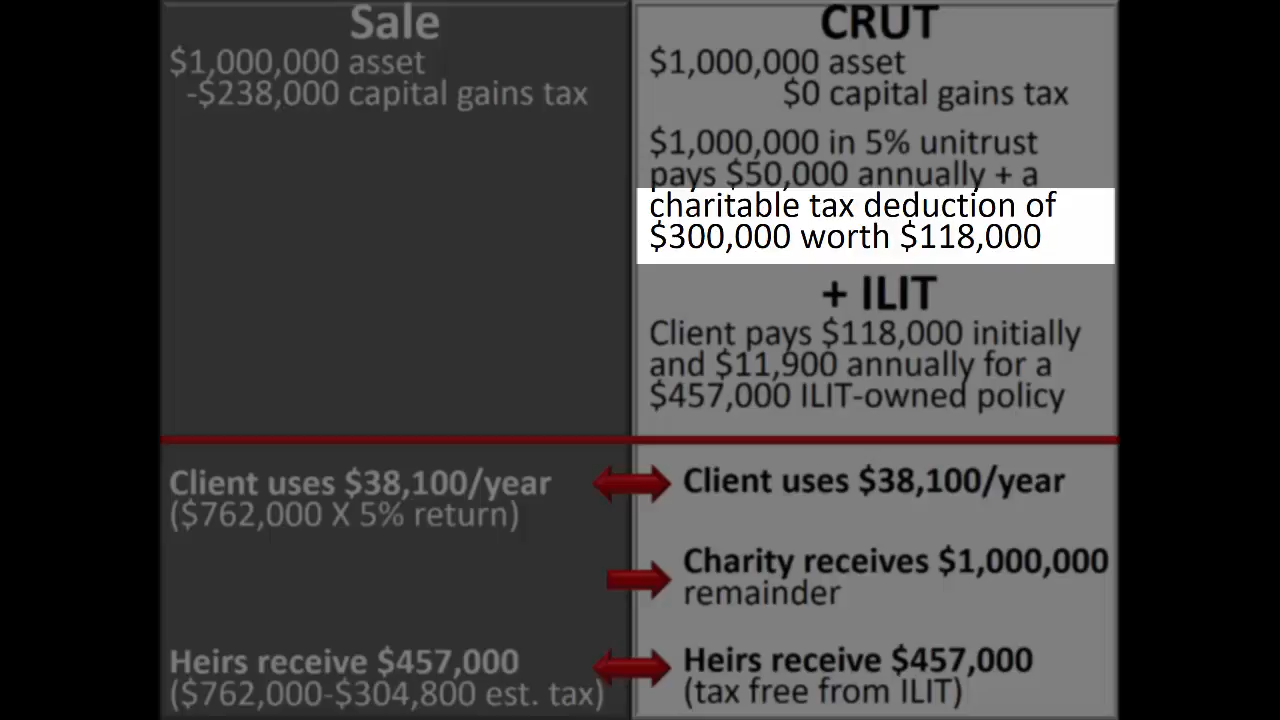 Sale
$1,000,000 asset
-$238,000 capital gains tax
CRUT
$1,000,000 asset
$0 capital gains tax
$1,000,000 in 5% unitrust
pays $50,000 annually + a
charitable tax deduction of
$300,000 worth $118,000
+ ILIT
Client pays $118,000 initially
and $11,900 annually for a
$457,000 ILIT-owned policy
Client uses $38,100/year
($762,000 X 5% return)
Client uses $38,100/year
Charity receives $1,000,000
remainder
Heirs receive $457,000
($762,000-$304,800 est. tax)
Heirs receive $457,000
(tax free from ILIT)